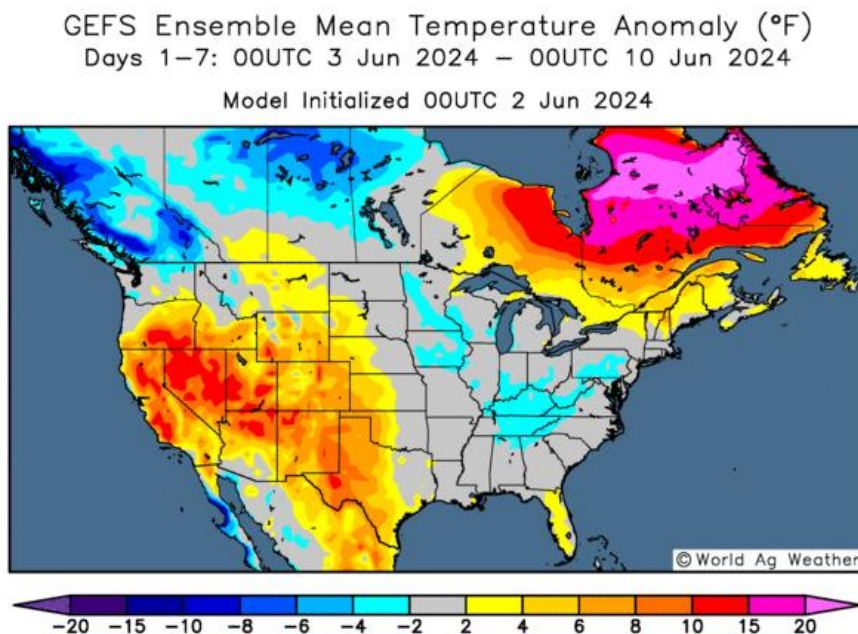 GEFS Ensemble Mean Temperature Anomaly (°F)
Days 1–7: 00UTC 3 Jun 2024 – 00UTC 10 Jun 2024
Model Initialized 00UTC 2 Jun 2024
© World Ag Weather
−20 −15 −10 −8 −6 −4 −2 2 4 6 8 10 15 20